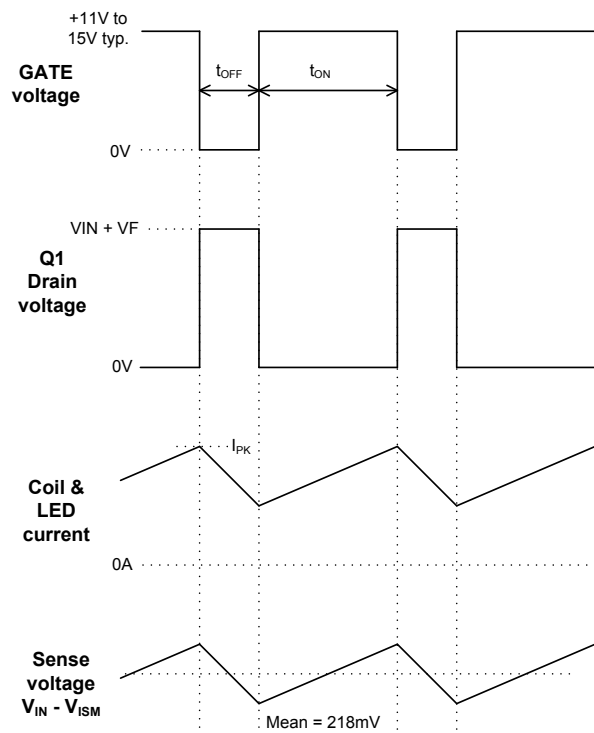 +11V to
15V typ.
GATE
voltage
tOFF
tON
0V
VIN + VF
Q1
Drain
voltage
0V
IPK
Coil &
LED
current
0A
Sense
voltage
VIN - VISM
Mean = 218mV